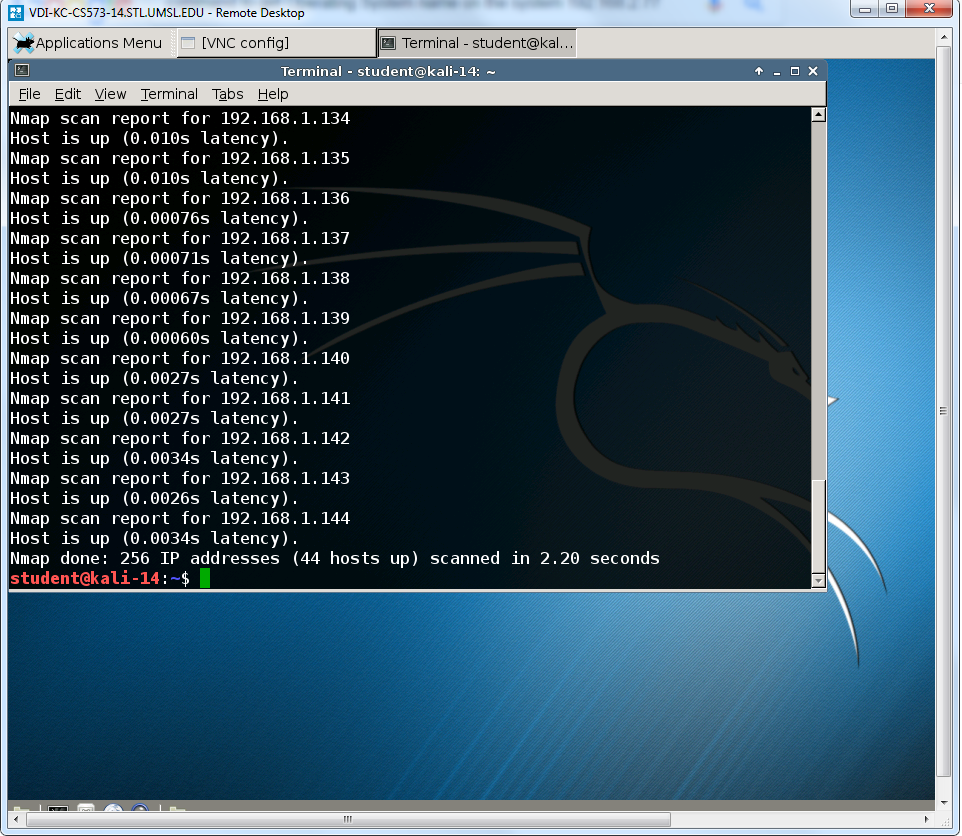 VDI-KC-CS573-14.STL.UMSL.EDU - Remote Desktop
Applications Menu
[VNC config]
Terminal - student@kal...
Terminal - student@kali-14: ~
File Edit View Terminal Tabs Help
Nmap scan report for 192.168.1.134
Host is up (0.010s latency).
Nmap scan report for 192.168.1.135
Host is up (0.010s latency).
Nmap scan report for 192.168.1.136
Host is up (0.00076s latency).
Nmap scan report for 192.168.1.137
Host is up (0.00071s latency).
Nmap scan report for 192.168.1.138
Host is up (0.00067s latency).
Nmap scan report for 192.168.1.139
Host is up (0.00060s latency).
Nmap scan report for 192.168.1.140
Host is up (0.0027s latency).
Nmap scan report for 192.168.1.141
Host is up (0.0027s latency).
Nmap scan report for 192.168.1.142
Host is up (0.0034s latency).
Nmap scan report for 192.168.1.143
Host is up (0.0026s latency).
Nmap scan report for 192.168.1.144
Host is up (0.0034s latency).
Nmap done: 256 IP addresses (44 hosts up) scanned in 2.20 seconds
student@kali-14:~$